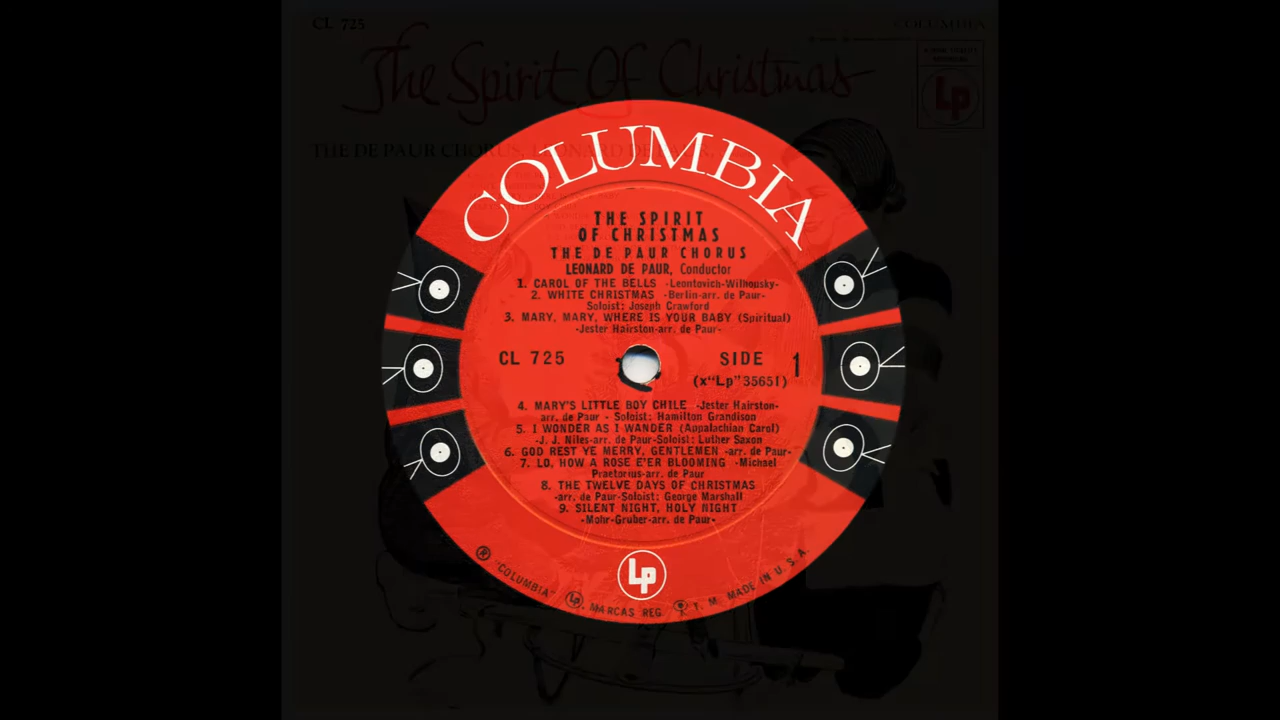 CL 725
COLUMBIA
The Spirit Of Christmas
Lp
THE DE PAUR CHORUS, LEONARD DE PAUR,
COLUMBIA
THE SPIRIT
OF CHRISTMAS
THE DE PAUR CHORUS
LEONARD DE PAUR, Conductor
1. CAROL OF THE BELLS -Leontovich-Wilhousky-
2. WHITE CHRISTMAS -Berlin-arr. de Paur-
Soloist: Joseph Crawford
3. MARY, MARY, WHERE IS YOUR BABY (Spiritual)
-Jester Hairston-arr. de Paur-
CL 725
SIDE 1
(x"Lp"35651)
4. MARY'S LITTLE BOY CHILE -Jester Hairston-
arr. de Paur - Soloist: Hamilton Grandison
5. I WONDER AS I WANDER (Appalachian Carol)
-J. J. Niles-arr. de Paur-Soloist: Luther Saxon
6. GOD REST YE MERRY, GENTLEMEN -arr. de Paur-
7. LO, HOW A ROSE E'ER BLOOMING -Michael
Praetorius-arr. de Paur
8. THE TWELVE DAYS OF CHRISTMAS
-arr. de Paur-Soloist: George Marshall
9. SILENT NIGHT, HOLY NIGHT
-Mohr-Gruber-arr. de Paur-
Lp
® "COLUMBIA" Lp, MARCAS REG. T. M. MADE IN U. S. A.